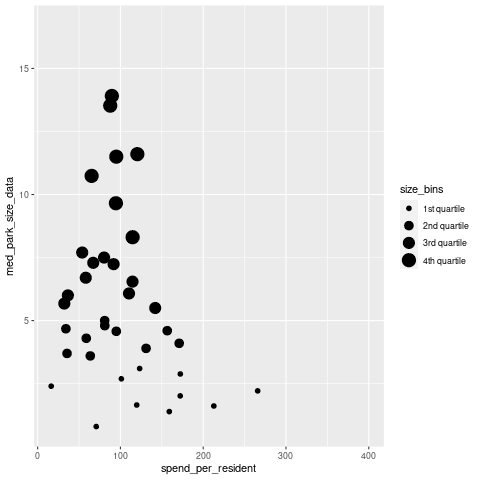 15
10
5
med_park_size_data
0
100
200
300
400
spend_per_resident
size_bins
1st quartile
2nd quartile
3rd quartile
4th quartile